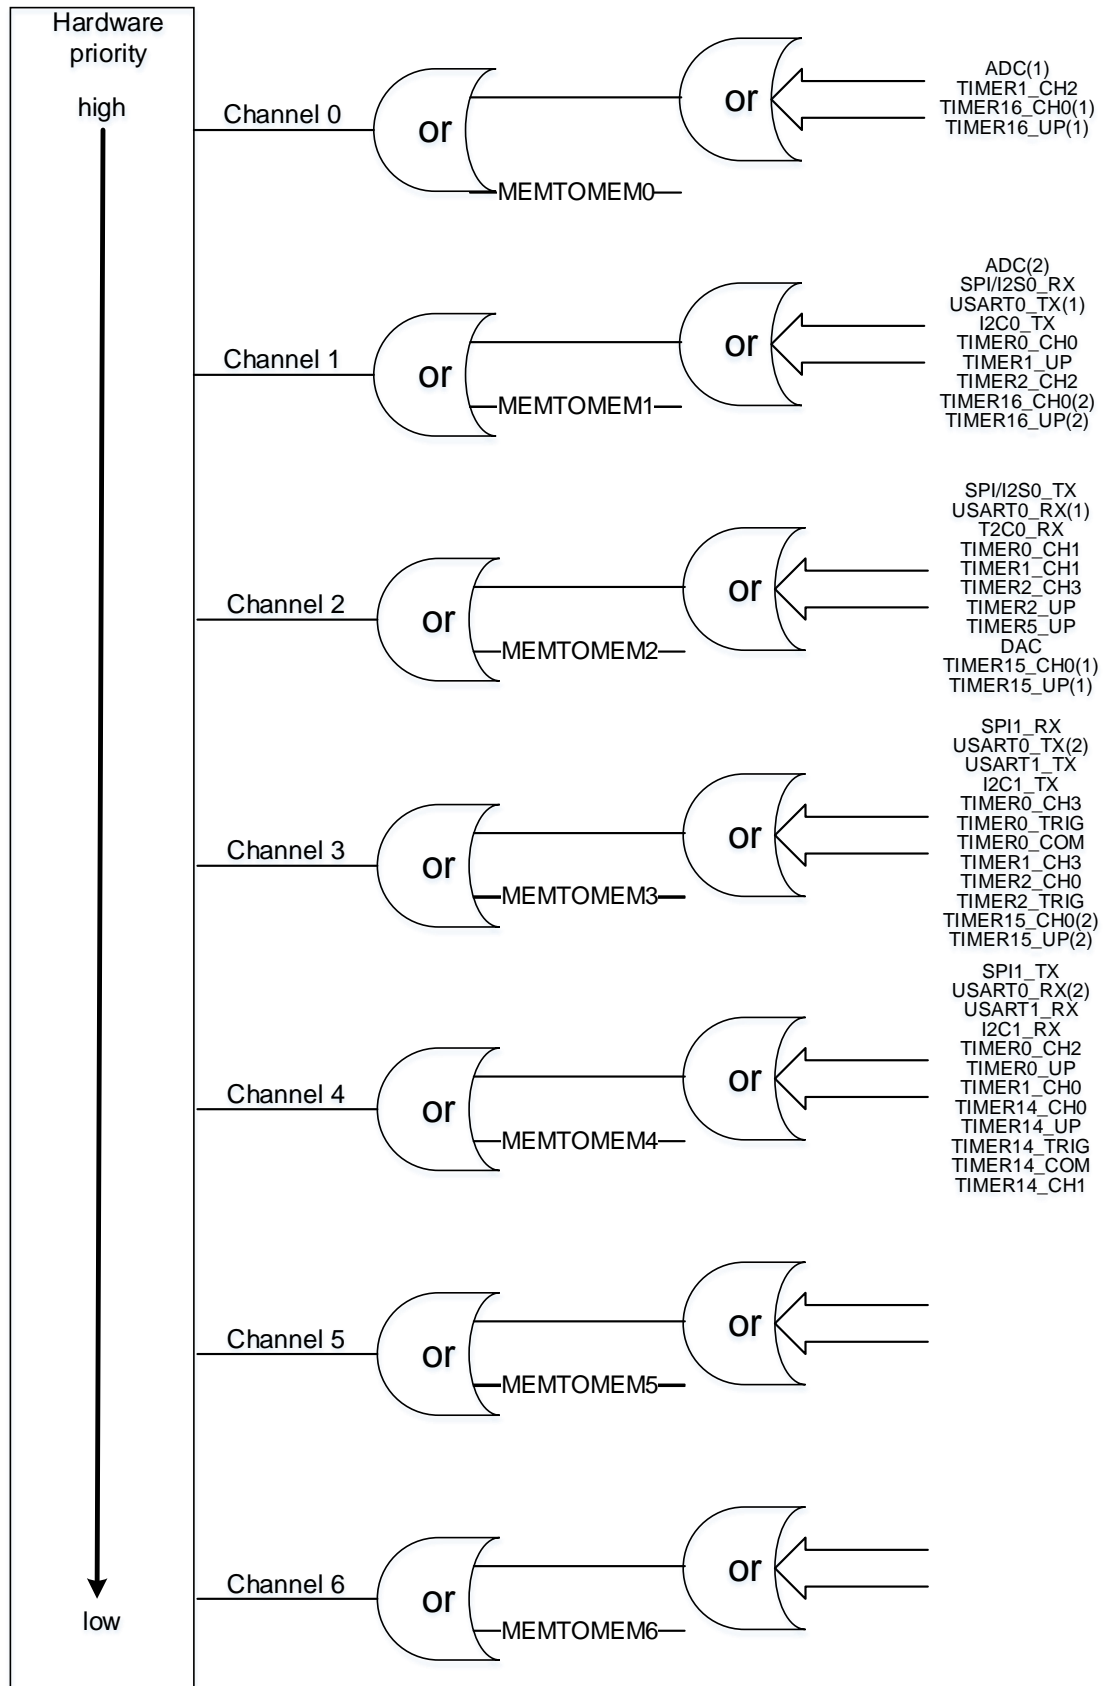 Hardware
priority
high
low
Channel 0
or
or
MEMTOMEM0
ADC(1)
TIMER1_CH2
TIMER16_CH0(1)
TIMER16_UP(1)
Channel 1
or
or
MEMTOMEM1
ADC(2)
SPI/I2S0_RX
USART0_TX(1)
I2C0_TX
TIMER0_CH0
TIMER1_UP
TIMER2_CH2
TIMER16_CH0(2)
TIMER16_UP(2)
Channel 2
or
or
MEMTOMEM2
SPI/I2S0_TX
USART0_RX(1)
T2C0_RX
TIMER0_CH1
TIMER1_CH1
TIMER2_CH3
TIMER2_UP
TIMER5_UP
DAC
TIMER15_CH0(1)
TIMER15_UP(1)
Channel 3
or
or
MEMTOMEM3
SPI1_RX
USART0_TX(2)
USART1_TX
I2C1_TX
TIMER0_CH3
TIMER0_TRIG
TIMER0_COM
TIMER1_CH3
TIMER2_CH0
TIMER2_TRIG
TIMER15_CH0(2)
TIMER15_UP(2)
Channel 4
or
or
MEMTOMEM4
SPI1_TX
USART0_RX(2)
USART1_RX
I2C1_RX
TIMER0_CH2
TIMER0_UP
TIMER1_CH0
TIMER14_CH0
TIMER14_UP
TIMER14_TRIG
TIMER14_COM
TIMER14_CH1
Channel 5
or
or
MEMTOMEM5
Channel 6
or
or
MEMTOMEM6